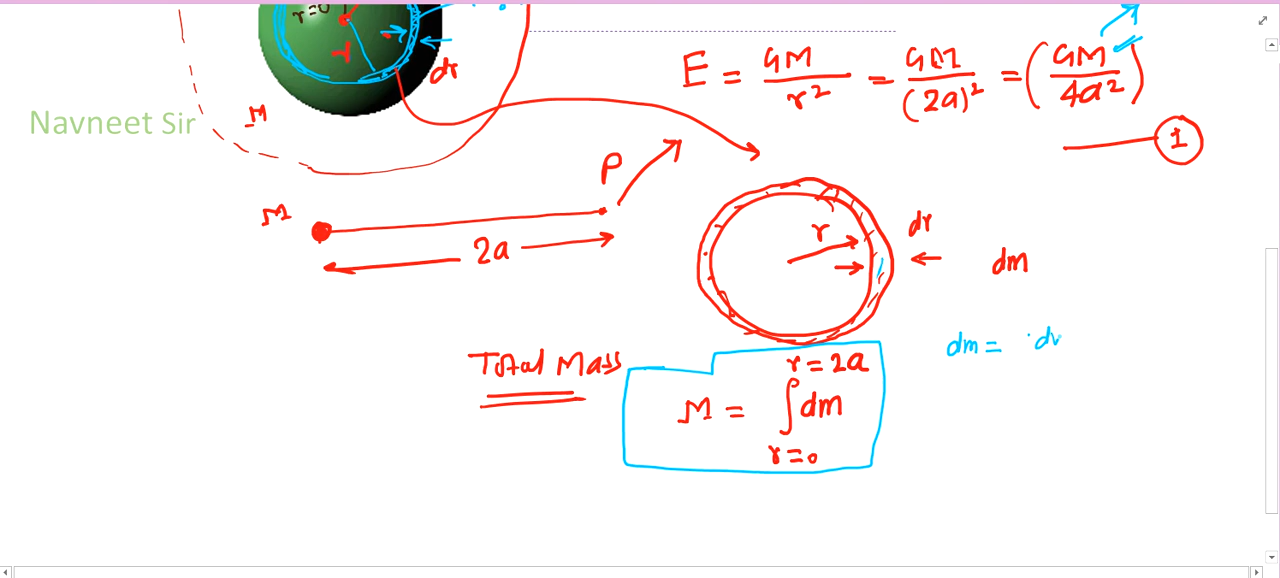 r=0
r
dr
E = GM/r² = GM/(2a)² = (GM/4a²)
M
Navneet Sir
1
P
M
2a
r
dr
dm
dm = dv
Total Mass
r=2a
M = ∫dm
r=0